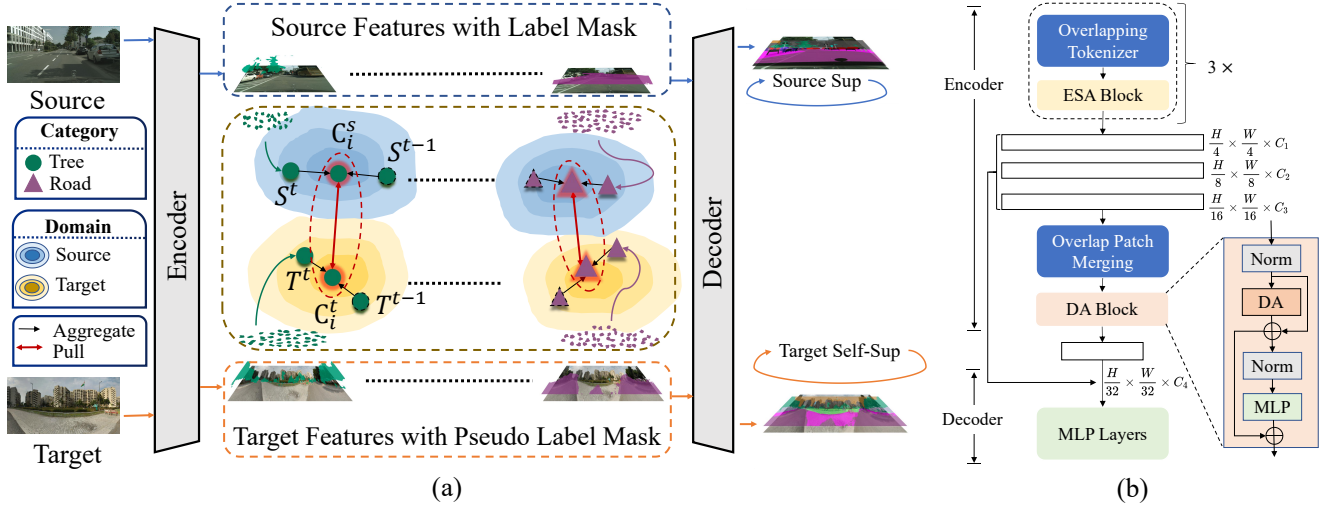 Source
Category
Tree
Road
Domain
Source
Target
Aggregate
Pull
Target
Encoder
Source Features with Label Mask
C_i^s
S^{t-1}
S^t
T^t
C_i^t
T^{t-1}
Target Features with Pseudo Label Mask
Decoder
Source Sup
Target Self-Sup
(a)
Encoder
Overlapping
Tokenizer
ESA Block
3 ×
H/4 × W/4 × C_1
H/8 × W/8 × C_2
H/16 × W/16 × C_3
Overlap Patch
Merging
DA Block
H/32 × W/32 × C_4
Decoder
MLP Layers
Norm
DA
Norm
MLP
(b)